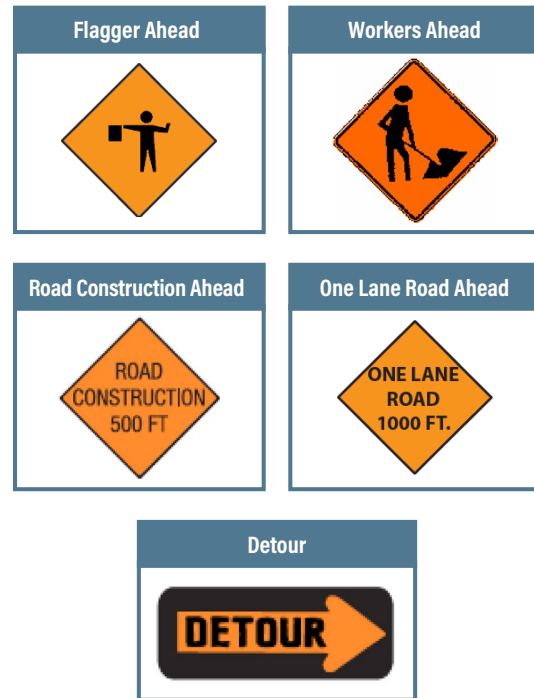 Flagger Ahead
Workers Ahead
Road Construction Ahead
ROAD
CONSTRUCTION
500 FT
One Lane Road Ahead
ONE LANE
ROAD
1000 FT.
Detour
DETOUR